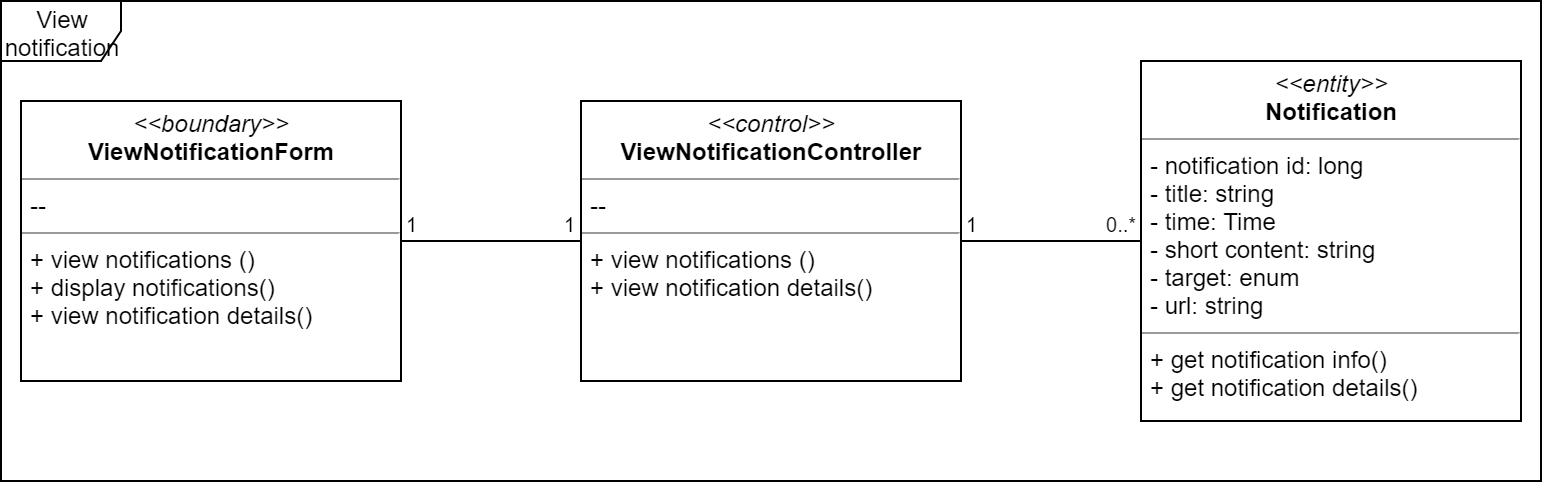 View
notification
<<boundary>>
ViewNotificationForm
--
+ view notifications ()
+ display notifications()
+ view notification details()
1
1
<<control>>
ViewNotificationController
--
+ view notifications ()
+ view notification details()
1
0..*
<<entity>>
Notification
- notification id: long
- title: string
- time: Time
- short content: string
- target: enum
- url: string
+ get notification info()
+ get notification details()